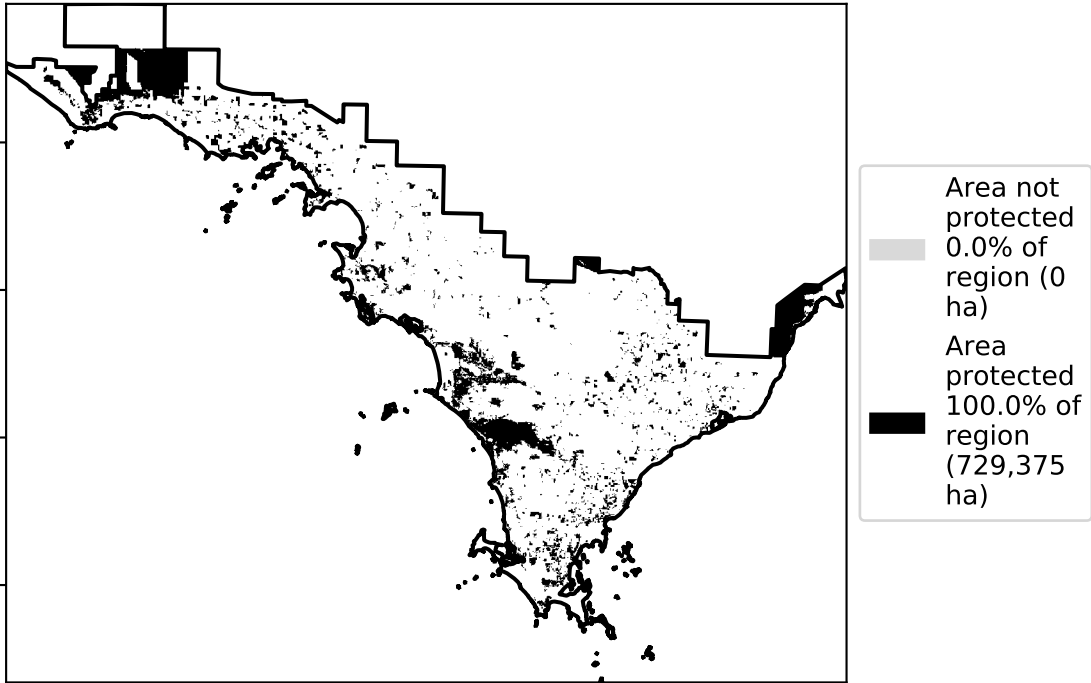 Area not
protected
0.0% of
region (0
ha)
Area
protected
100.0% of
region
(729,375
ha)